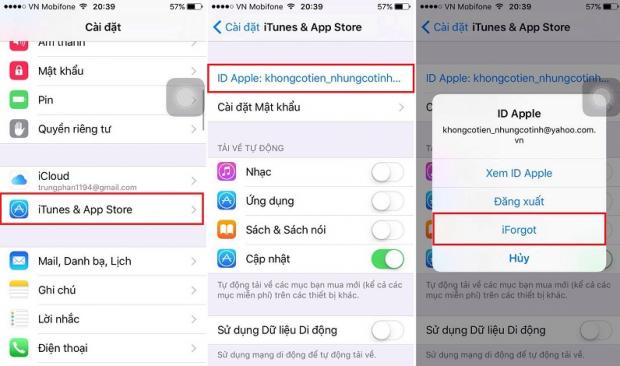 VN Mobifone 20:39 57%
Cài đặt
Âm thanh
Mật khẩu
Pin
Quyền riêng tư
iCloud
trungphan1194@gmail.com
iTunes & App Store
Mail, Danh bạ, Lịch
Ghi chú
Lời nhắc
Điện thoại
VN Mobifone 20:39 57%
Cài đặt iTunes & App Store
ID Apple: khongcotien_nhungcotinh...
Cài đặt Mật khẩu
TẢI VỀ TỰ ĐỘNG
Nhạc
Ứng dụng
Sách & Sách nói
Cập nhật
Tự động tải về các mục bạn mua mới (kể cả các
mục miễn phí) trên các thiết bị khác.
Sử dụng Dữ liệu Di động
Sử dụng mạng di động để tự động tải về.
VN Mobifone 20:39 57%
Cài đặt iTunes & App Store
ID Apple: khongcotien_nhungcotinh...
ID Apple
khongcotien_nhungcotinh@yahoo.com.
vn
Xem ID Apple
Đăng xuất
iForgot
Hủy
Tự động tải về các mục bạn mua mới (kể cả các
mục miễn phí) trên các thiết bị khác.
Sử dụng Dữ liệu Di động
Sử dụng mạng di động để tự động tải về.